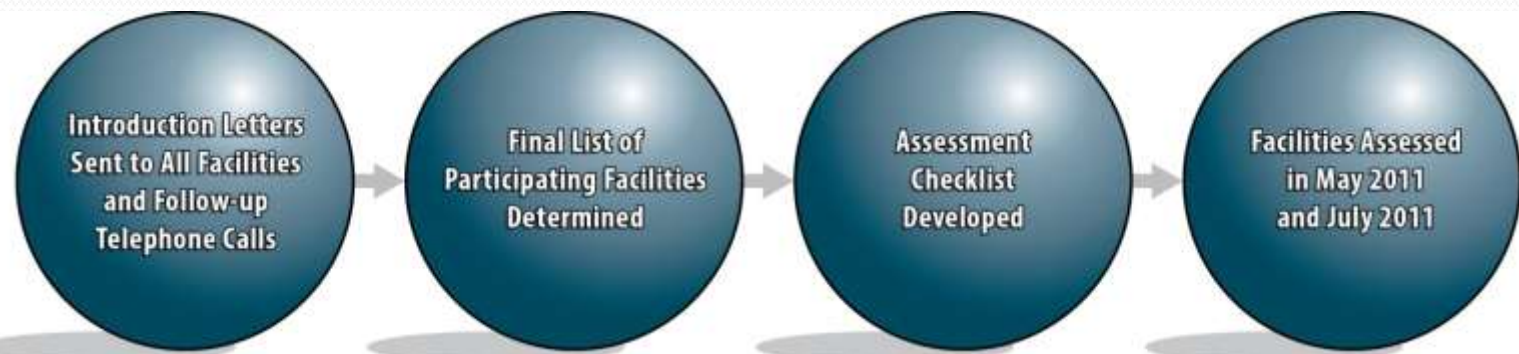 Introduction Letters
Sent to All Facilities
and Follow-up
Telephone Calls
Final List of
Participating Facilities
Determined
Assessment
Checklist
Developed
Facilities Assessed
in May 2011
and July 2011